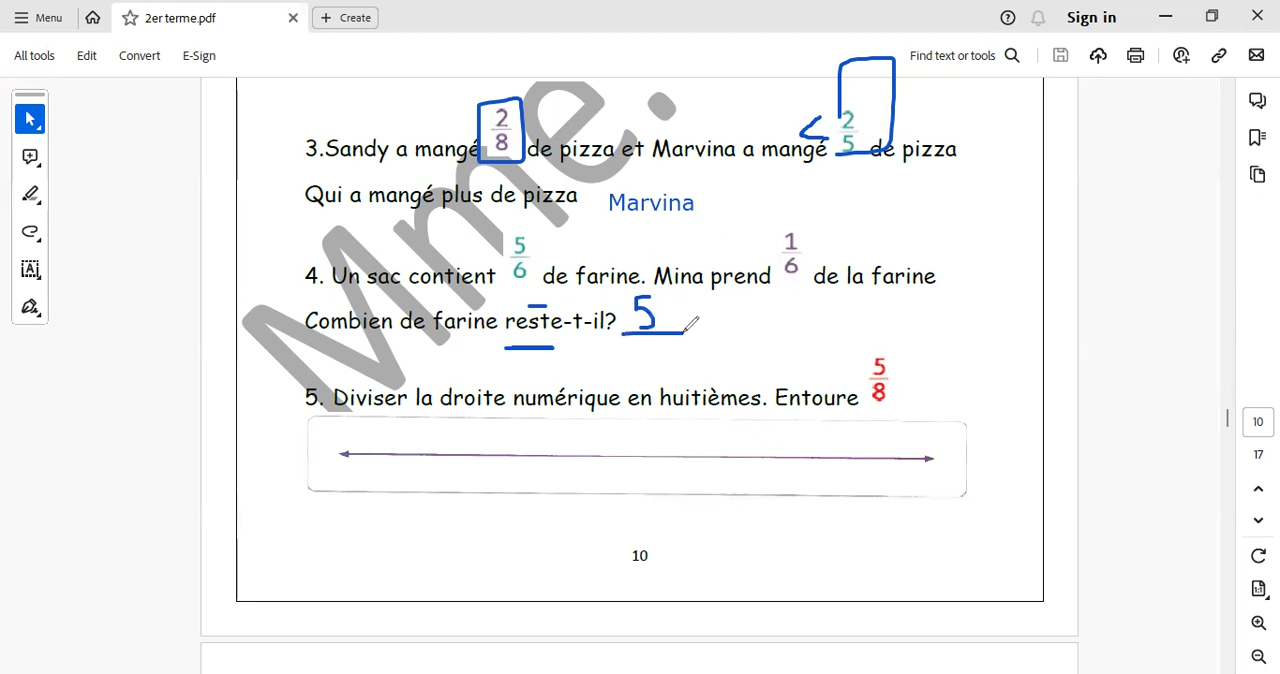 Menu 2er terme.pdf Create Sign in
All tools Edit Convert E-Sign Find text or tools
3.Sandy a mangé 2/8 de pizza et Marvina a mangé < 2/5 de pizza
Qui a mangé plus de pizza Marvina
4. Un sac contient 5/6 de farine. Mina prend 1/6 de la farine
Combien de farine reste-t-il? 5
5. Diviser la droite numérique en huitièmes. Entoure 5/8
10
10
17
Mme.